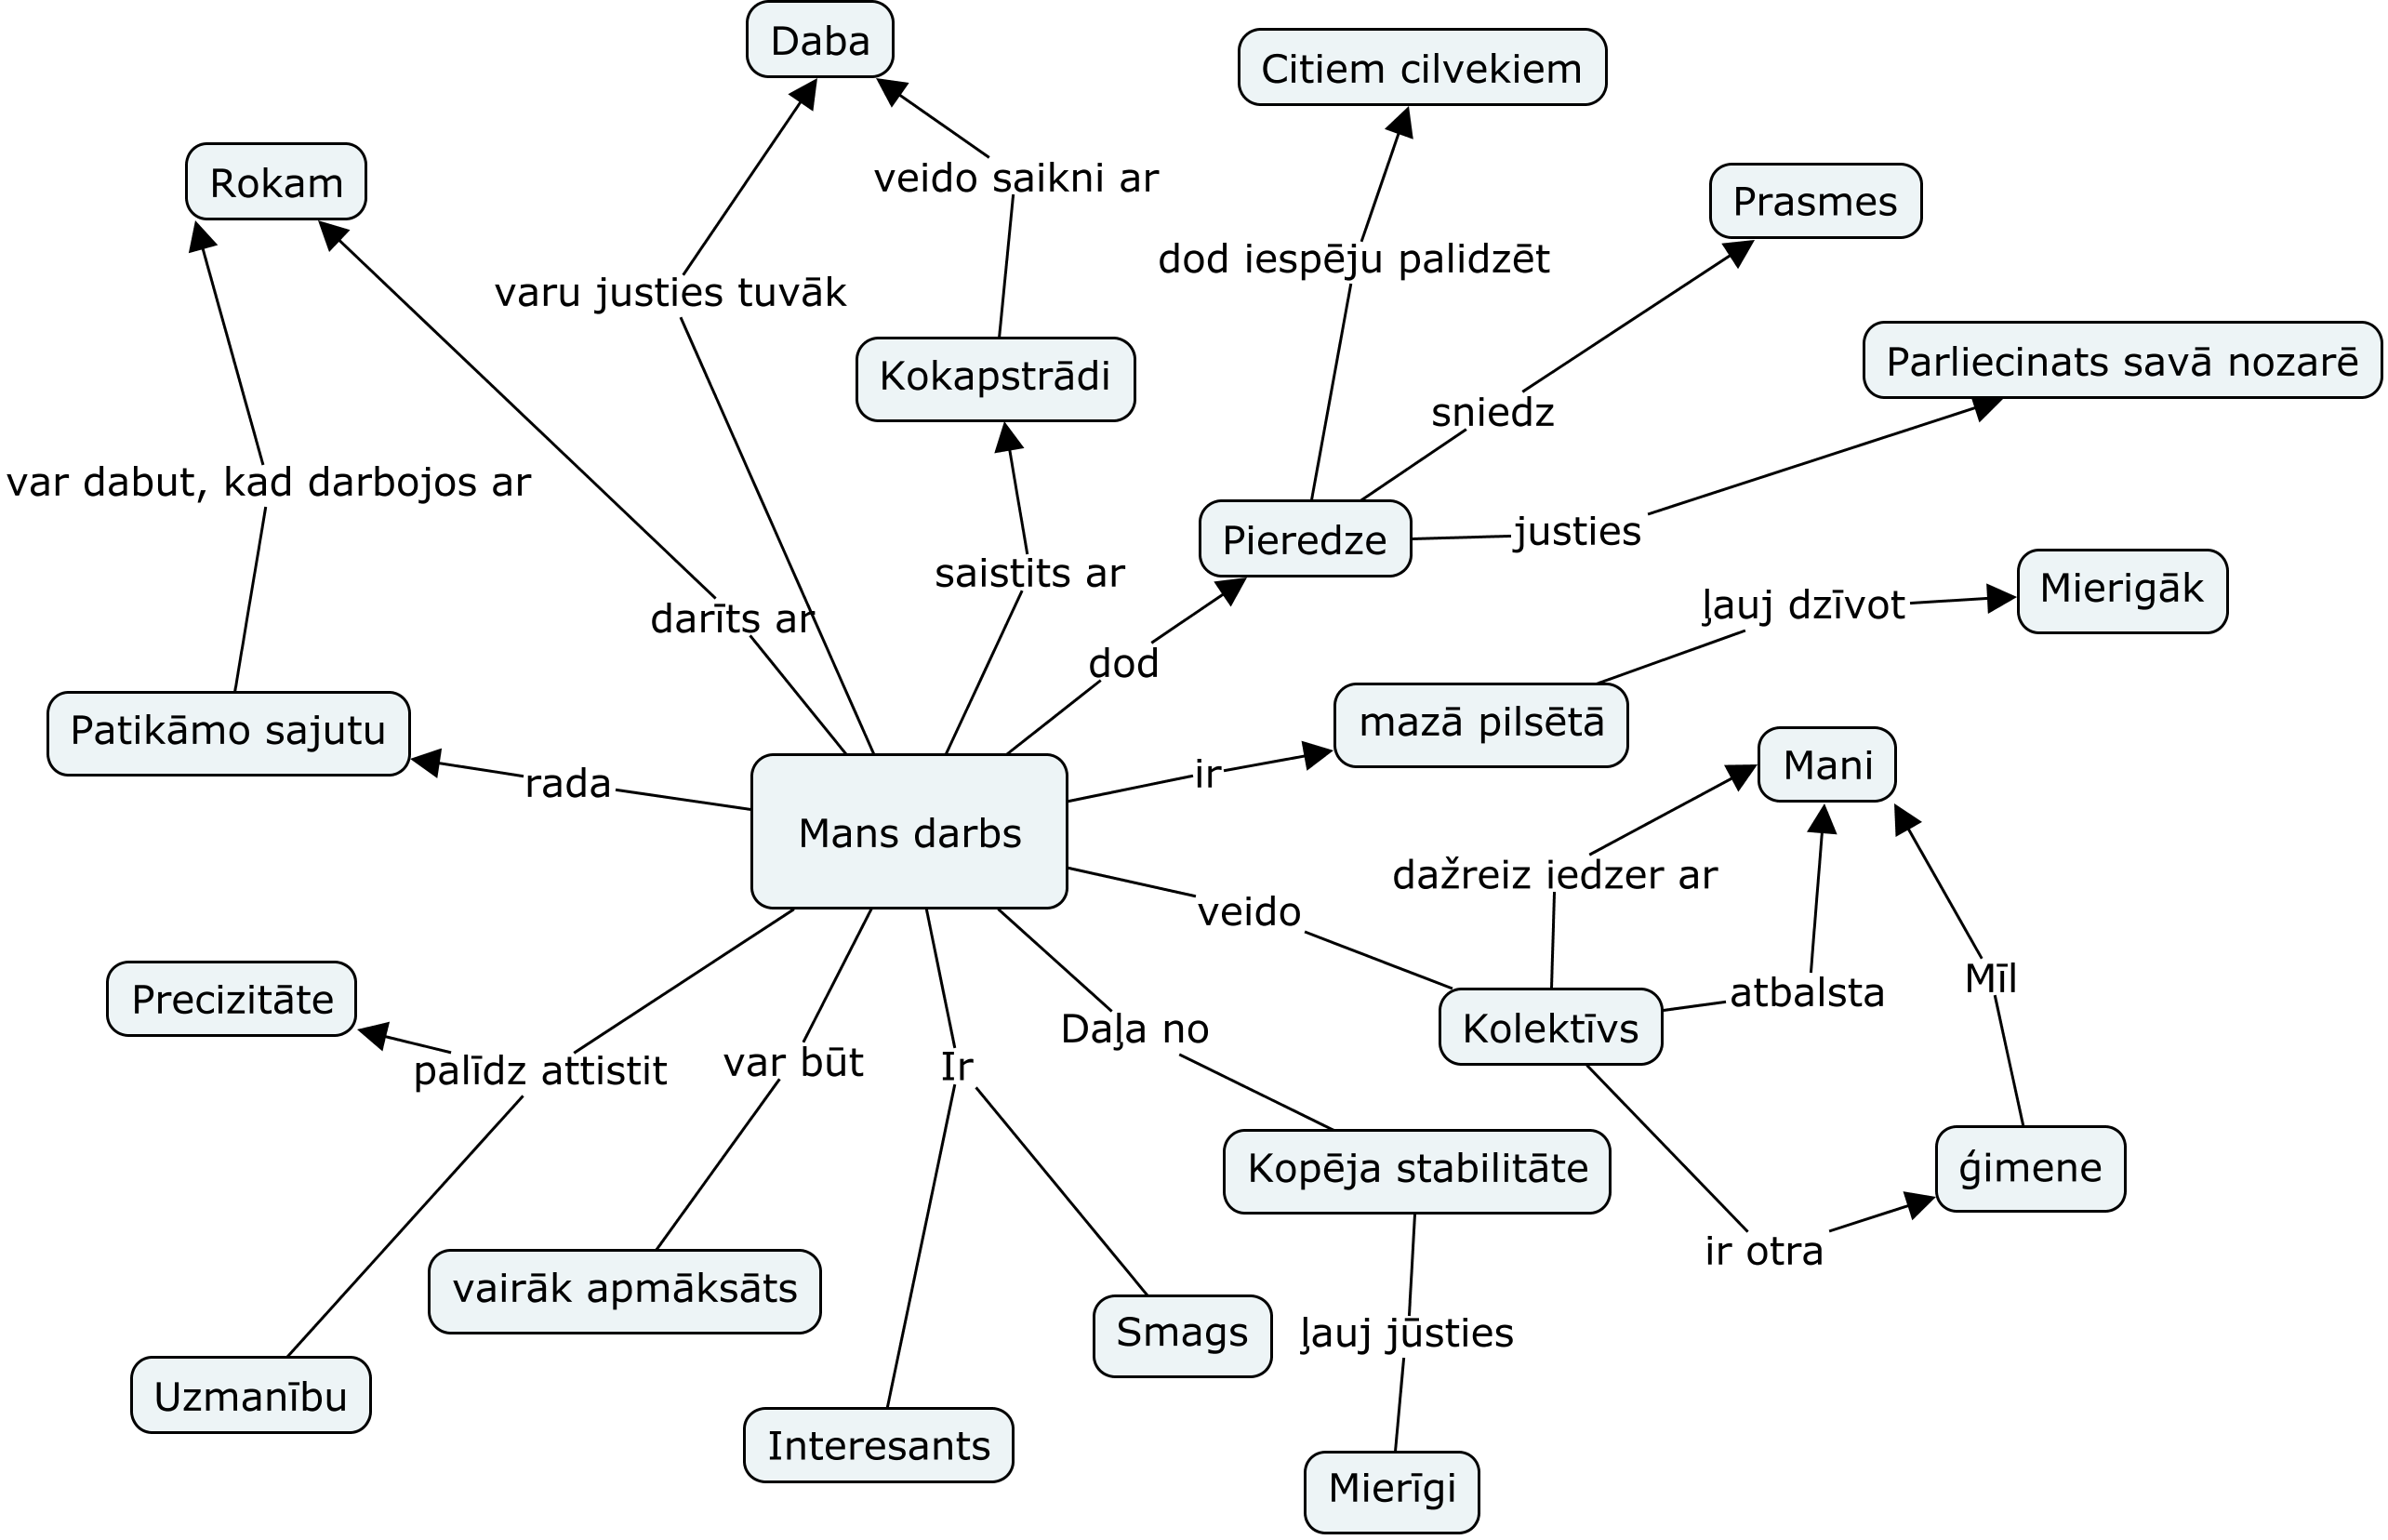 Daba
Citiem cilvekiem
Rokam
veido saikni ar
Prasmes
dod iespēju palidzēt
varu justies tuvāk
Kokapstrādi
Parliecinats savā nozarē
sniedz
var dabut, kad darbojos ar
Pieredze
justies
saistits ar
Mierigāk
ļauj dzīvot
darīts ar
dod
Patikāmo sajutu
mazā pilsētā
Mani
ir
rada
Mans darbs
dažreiz iedzer ar
veido
Mīl
atbalsta
Precizitāte
Kolektīvs
Daļa no
palīdz attistit
var būt
Ir
Kopēja stabilitāte
ģimene
ir otra
vairāk apmāksāts
Smags
ļauj jūsties
Uzmanību
Interesants
Mierīgi